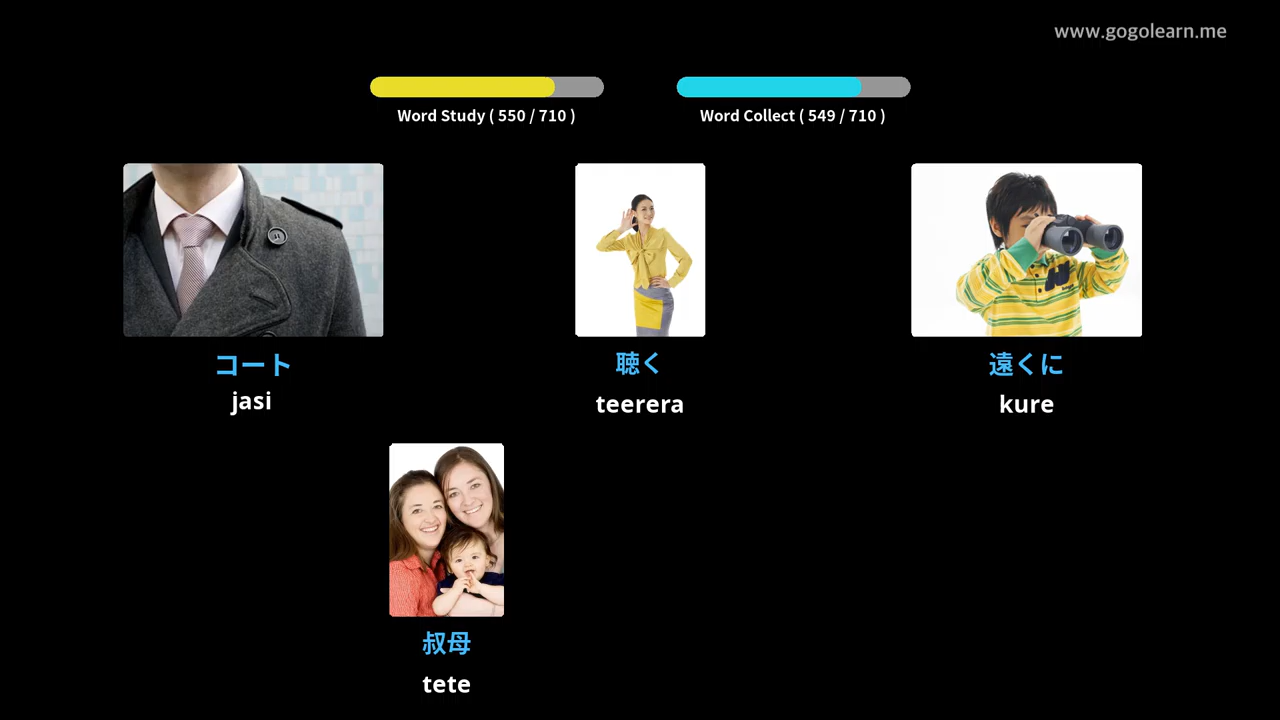 www.gogolearn.me
Word Study ( 550 / 710 )
Word Collect ( 549 / 710 )
コート
jasi
聴く
teerera
遠くに
kure
叔母
tete